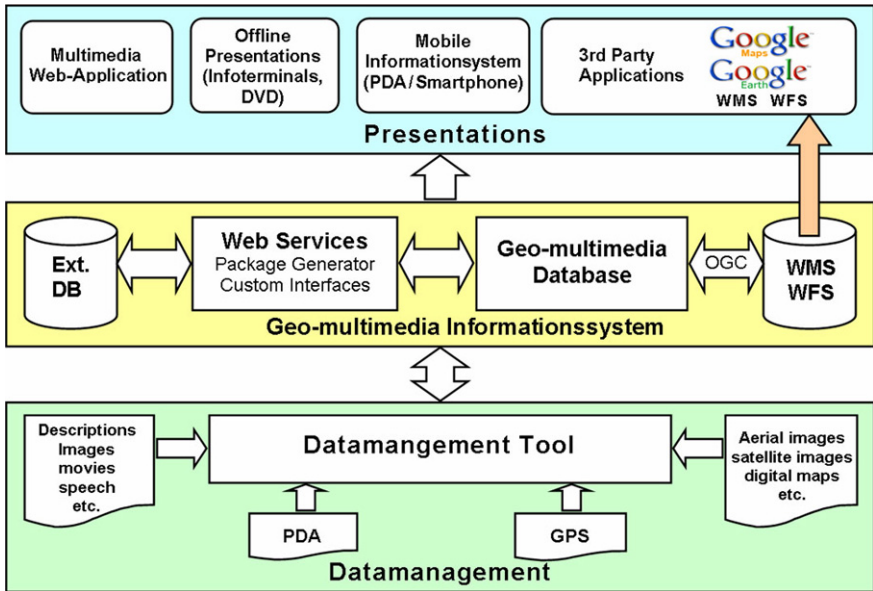 Multimedia
Web-Application
Offline
Presentations
(Infoterminals,
DVD)
Mobile
Informationsystem
(PDA/Smartphone)
3rd Party
Applications
Google™
Maps
Google™
Earth
WMS WFS
Presentations
Ext.
DB
Web Services
Package Generator
Custom Interfaces
Geo-multimedia
Database
OGC
WMS
WFS
Geo-multimedia Informationssystem
Descriptions
Images
movies
speech
etc.
Datamangement Tool
Aerial images
satellite images
digital maps
etc.
PDA
GPS
Datamanagement